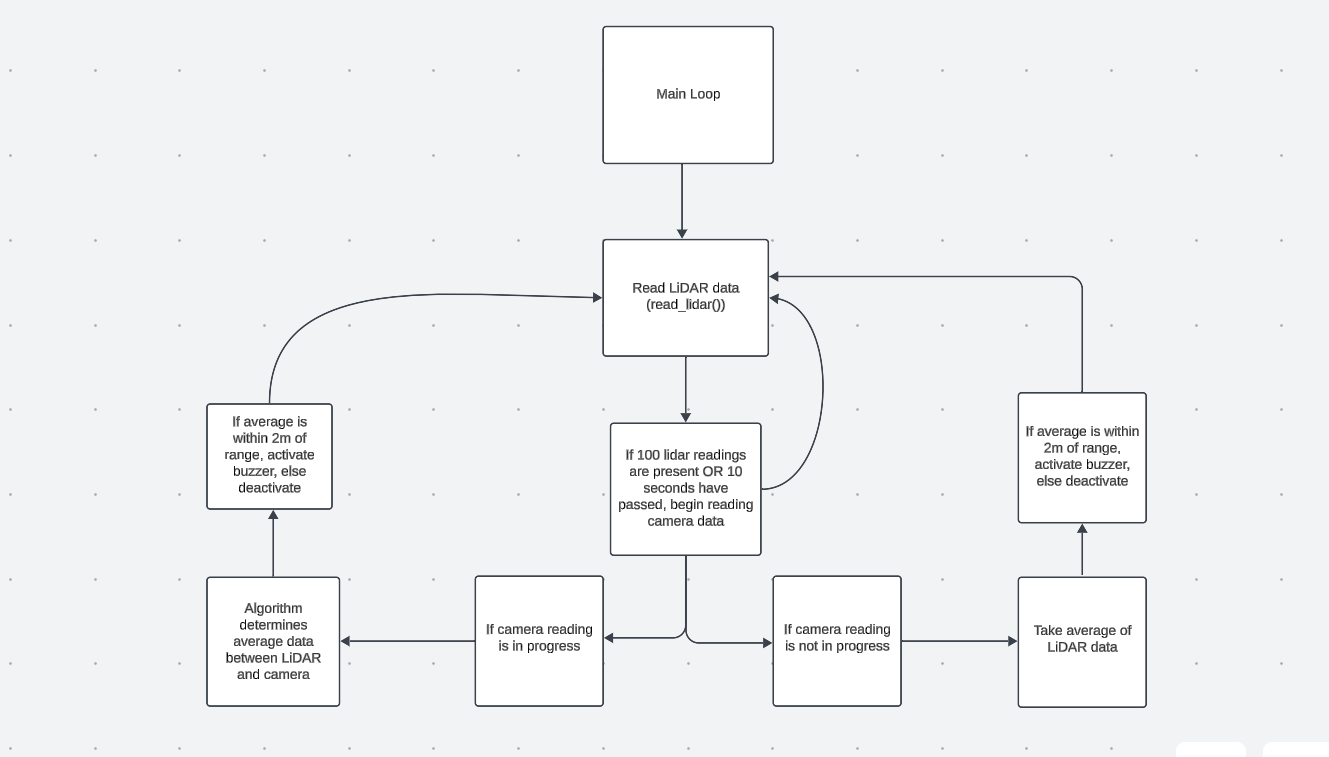 Main Loop
Read LiDAR data
(read_lidar())
If average is
within 2m of
range, activate
buzzer, else
deactivate
If 100 lidar readings
are present OR 10
seconds have
passed, begin reading
camera data
If average is within
2m of range,
activate buzzer,
else deactivate
Algorithm
determines
average data
between LiDAR
and camera
If camera reading
is in progress
If camera reading
is not in progress
Take average of
LiDAR data